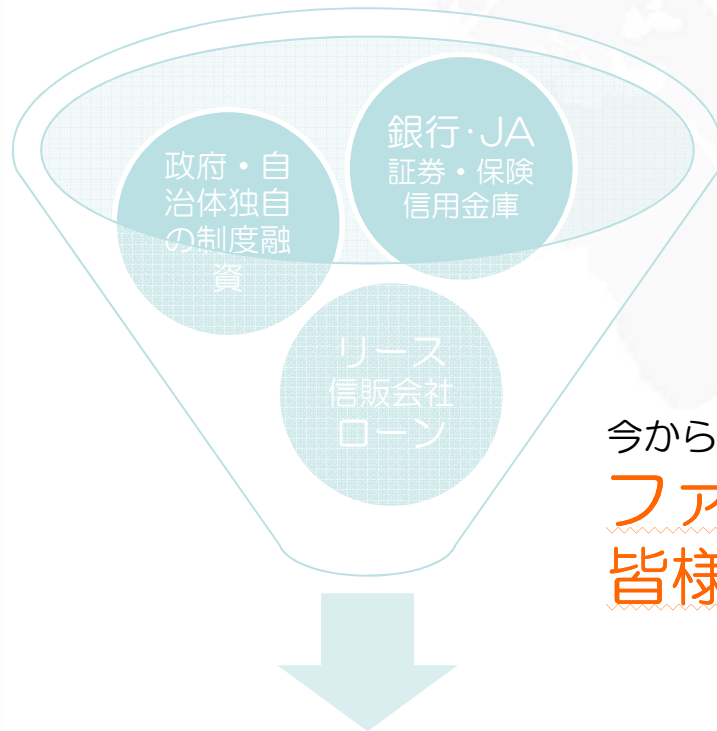 政府・自
治体独自
の制度融
資
銀行・JA
証券・保険
信用金庫
リース
信販会社
ローン
今から
ファ
皆様